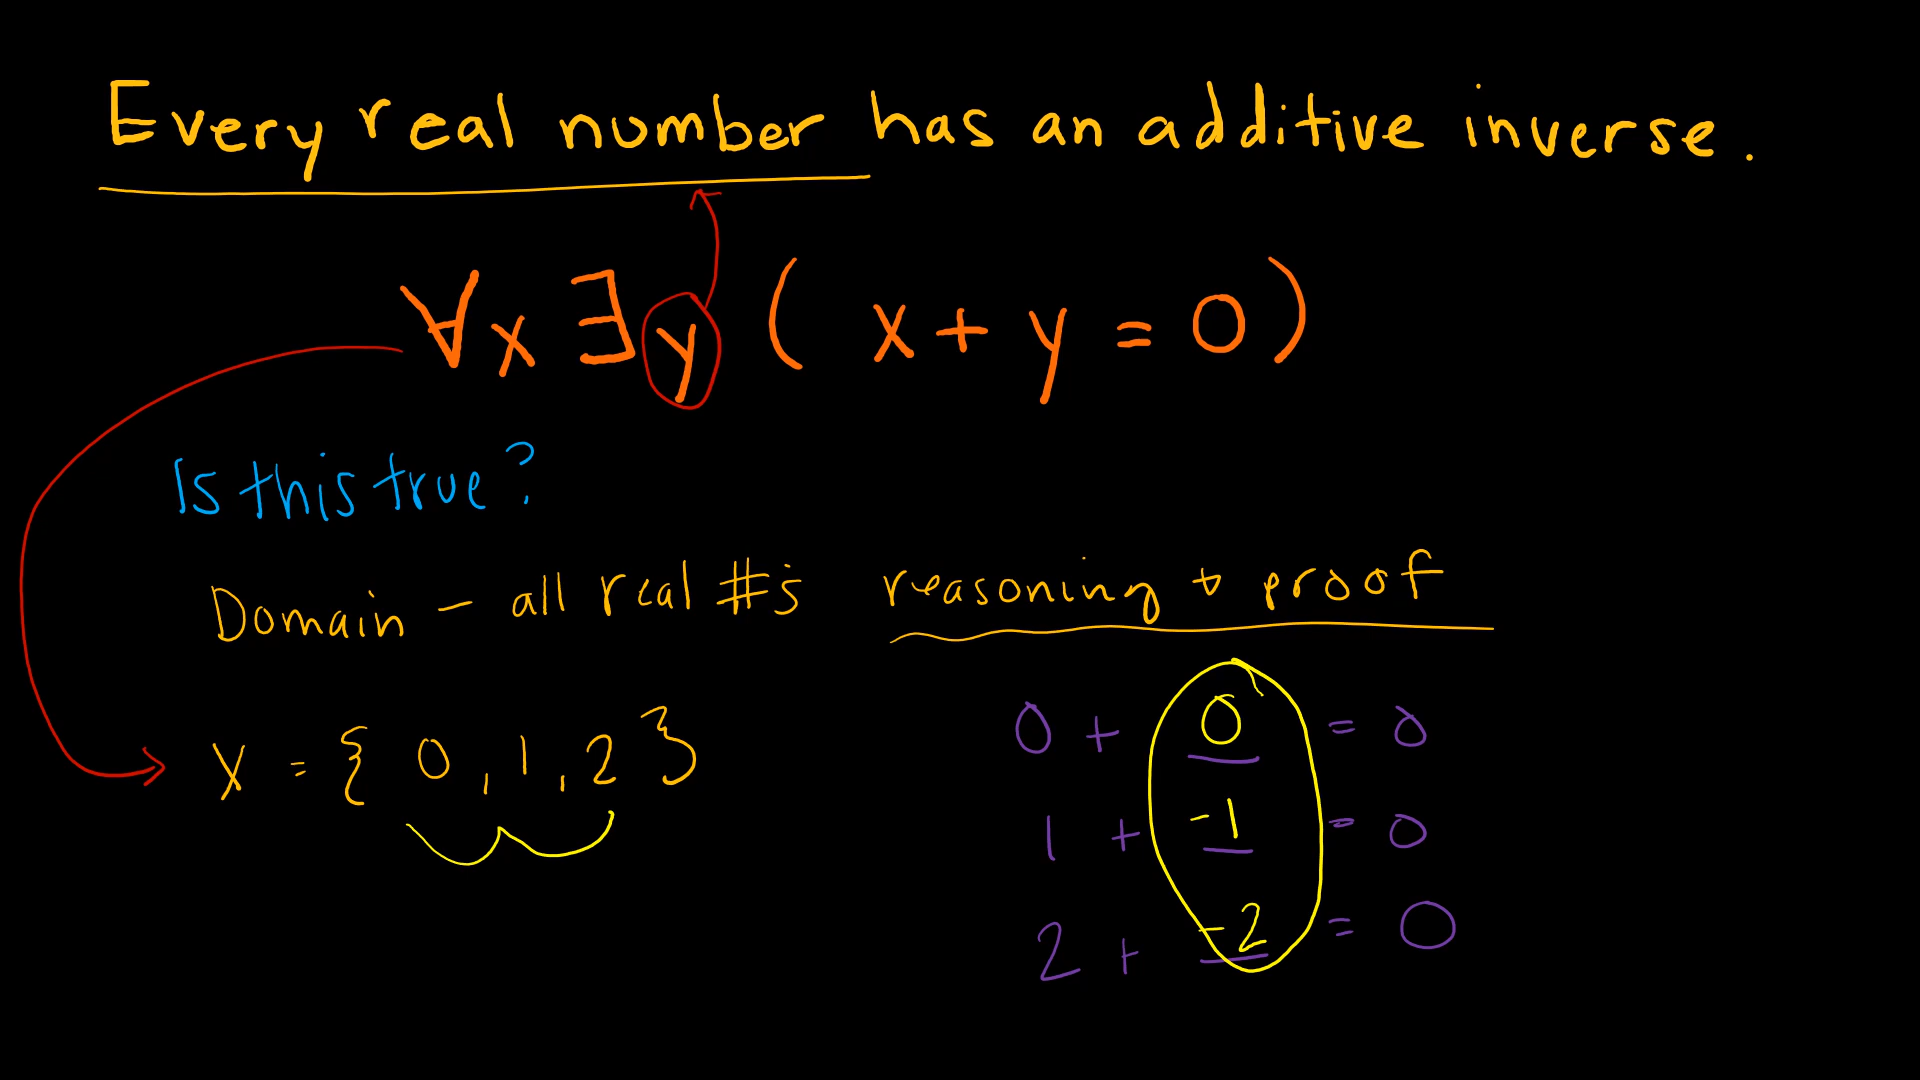 Every real number has an additive inverse.
∀x ∃y ( x + y = 0 )
Is this true?
Domain - all real #s
reasoning + proof
x = { 0, 1, 2 }
0 + 0 = 0
1 + -1 = 0
2 + -2 = 0